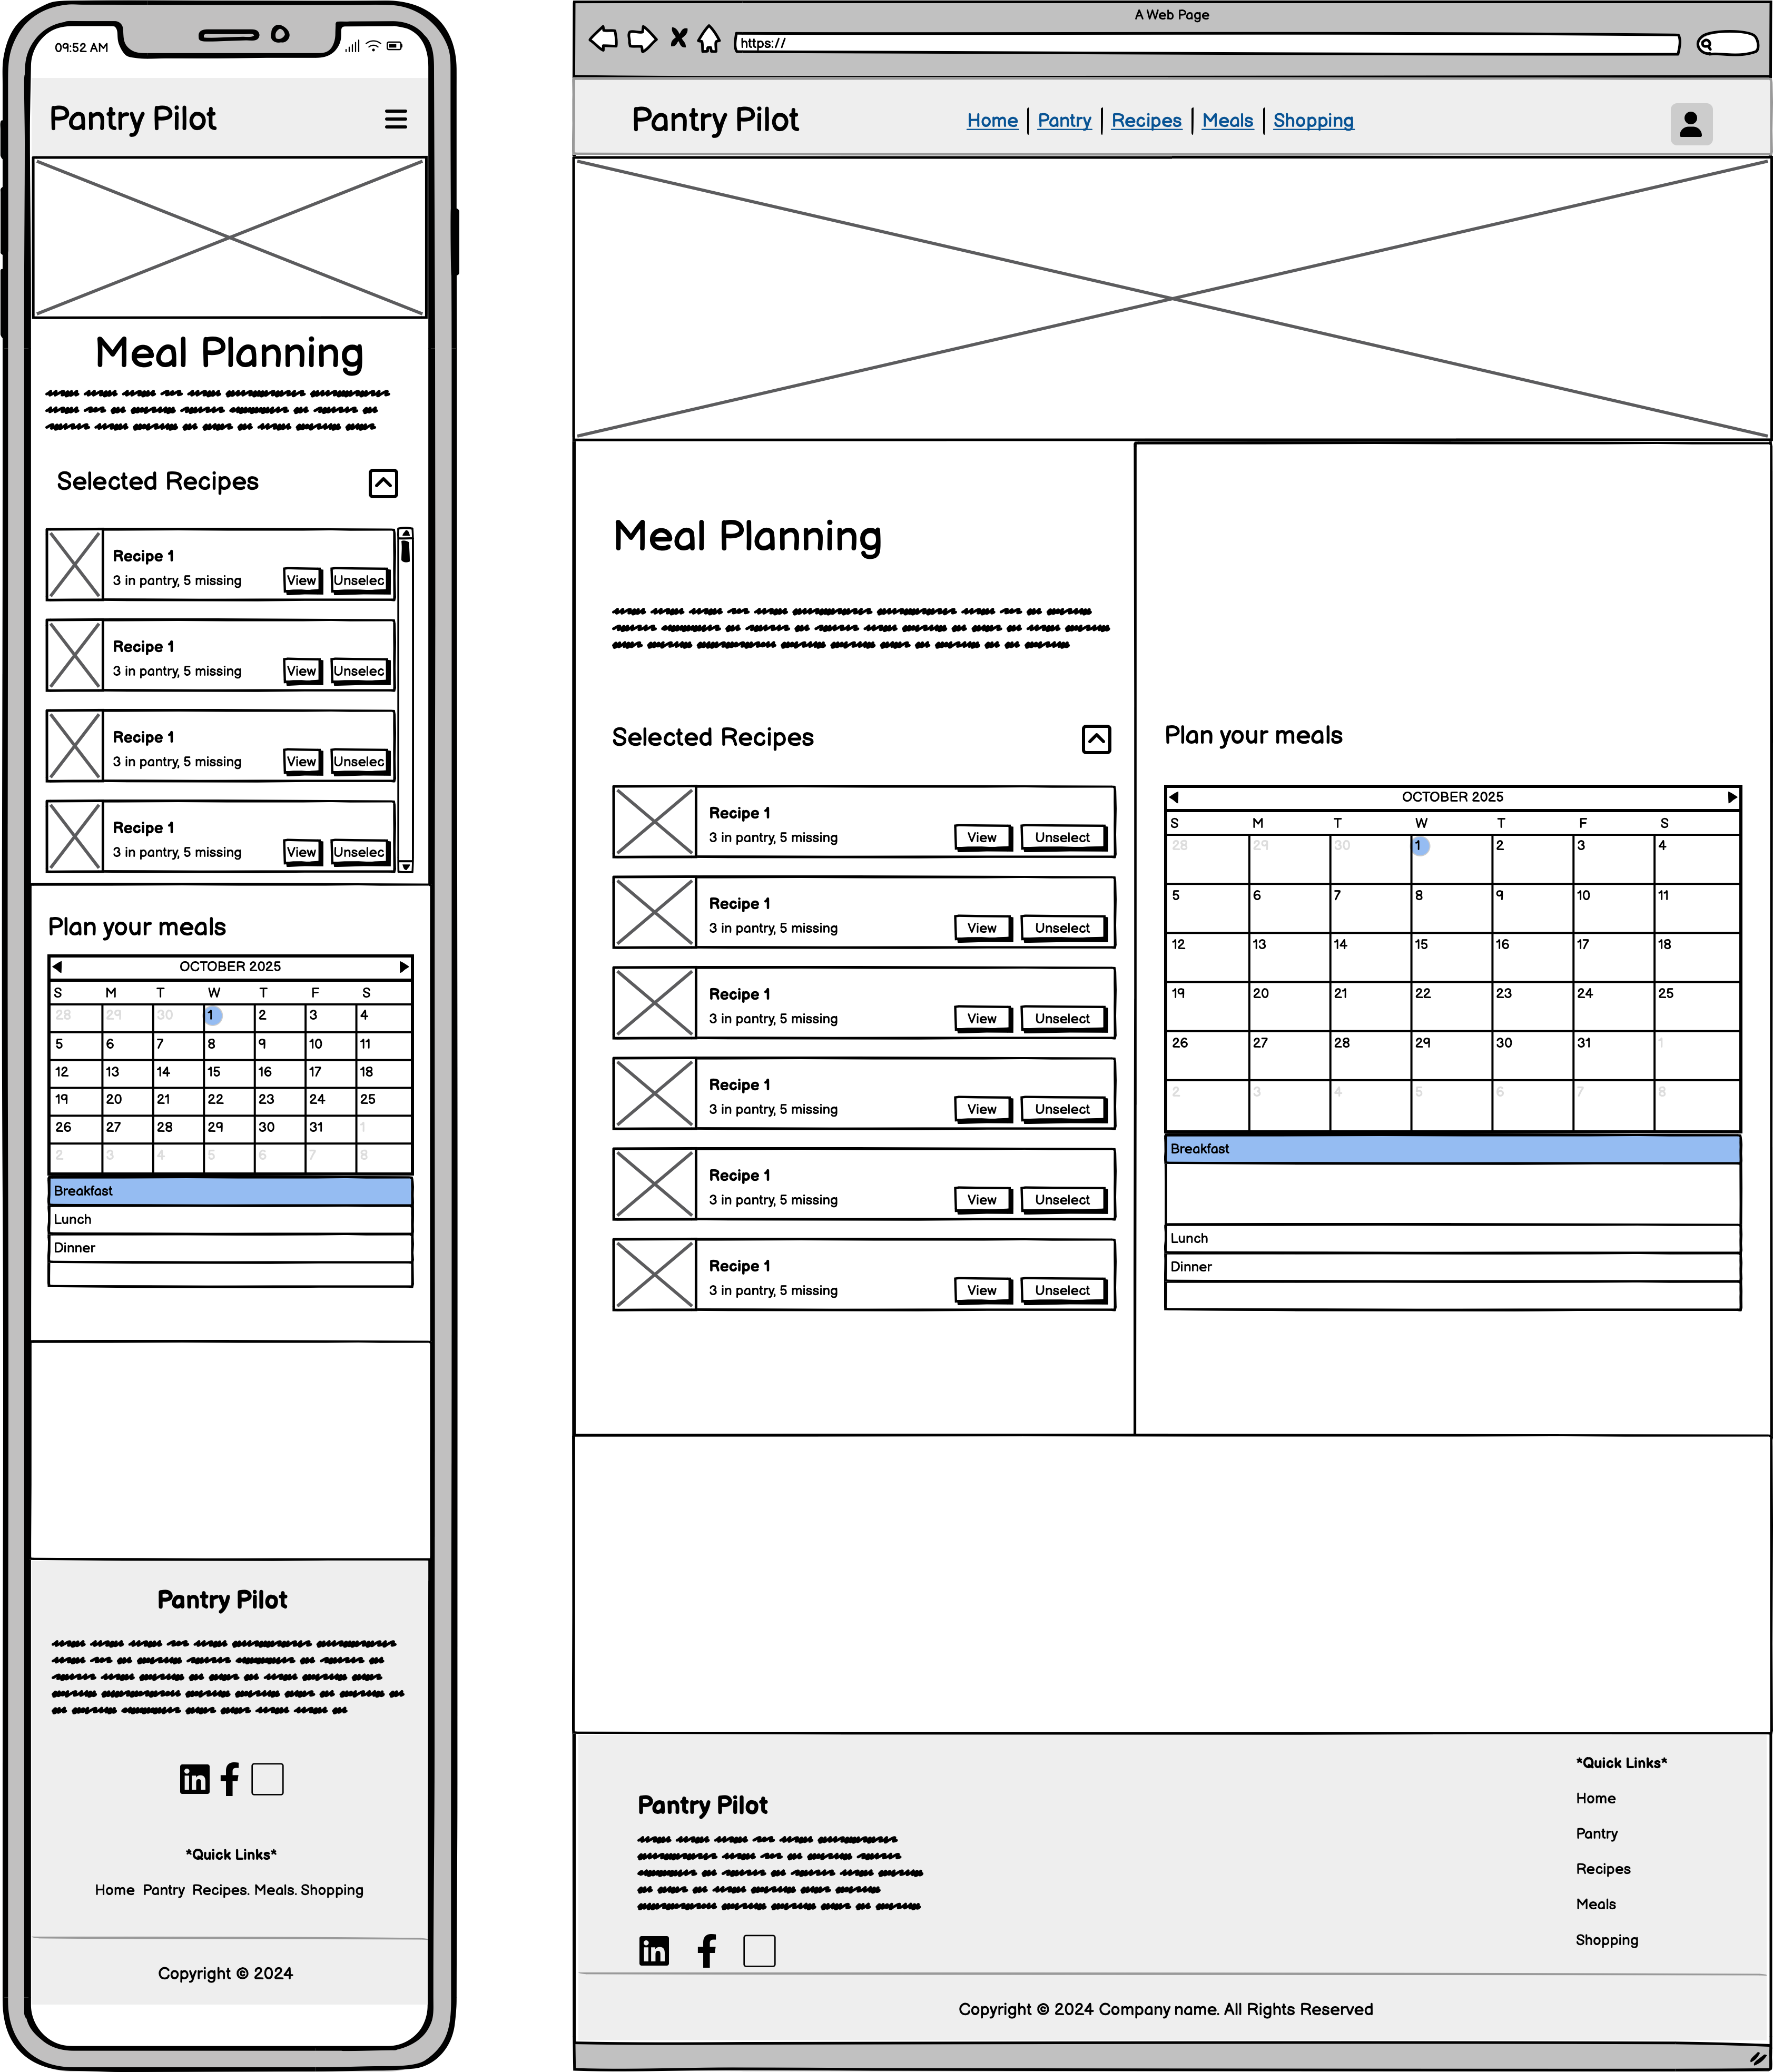 09:52 AM
Pantry Pilot
Meal Planning
Selected Recipes
Recipe 1
3 in pantry, 5 missing
View Unselec
Recipe 1
3 in pantry, 5 missing
View Unselec
Recipe 1
3 in pantry, 5 missing
View Unselec
Recipe 1
3 in pantry, 5 missing
View Unselec
Plan your meals
OCTOBER 2025
S M T W T F S
28 29 30 1 2 3 4
5 6 7 8 9 10 11
12 13 14 15 16 17 18
19 20 21 22 23 24 25
26 27 28 29 30 31 1
2 3 4 5 6 7 8
Breakfast
Lunch
Dinner
Pantry Pilot
in f
*Quick Links*
Home Pantry Recipes. Meals. Shopping
Copyright © 2024
A Web Page
https://
Pantry Pilot
Home | Pantry | Recipes | Meals | Shopping
Meal Planning
Selected Recipes
Recipe 1
3 in pantry, 5 missing
View Unselect
Recipe 1
3 in pantry, 5 missing
View Unselect
Recipe 1
3 in pantry, 5 missing
View Unselect
Recipe 1
3 in pantry, 5 missing
View Unselect
Recipe 1
3 in pantry, 5 missing
View Unselect
Recipe 1
3 in pantry, 5 missing
View Unselect
Plan your meals
OCTOBER 2025
S M T W T F S
28 29 30 1 2 3 4
5 6 7 8 9 10 11
12 13 14 15 16 17 18
19 20 21 22 23 24 25
26 27 28 29 30 31 1
2 3 4 5 6 7 8
Breakfast
Lunch
Dinner
Pantry Pilot
in f
*Quick Links*
Home
Pantry
Recipes
Meals
Shopping
Copyright © 2024 Company name. All Rights Reserved